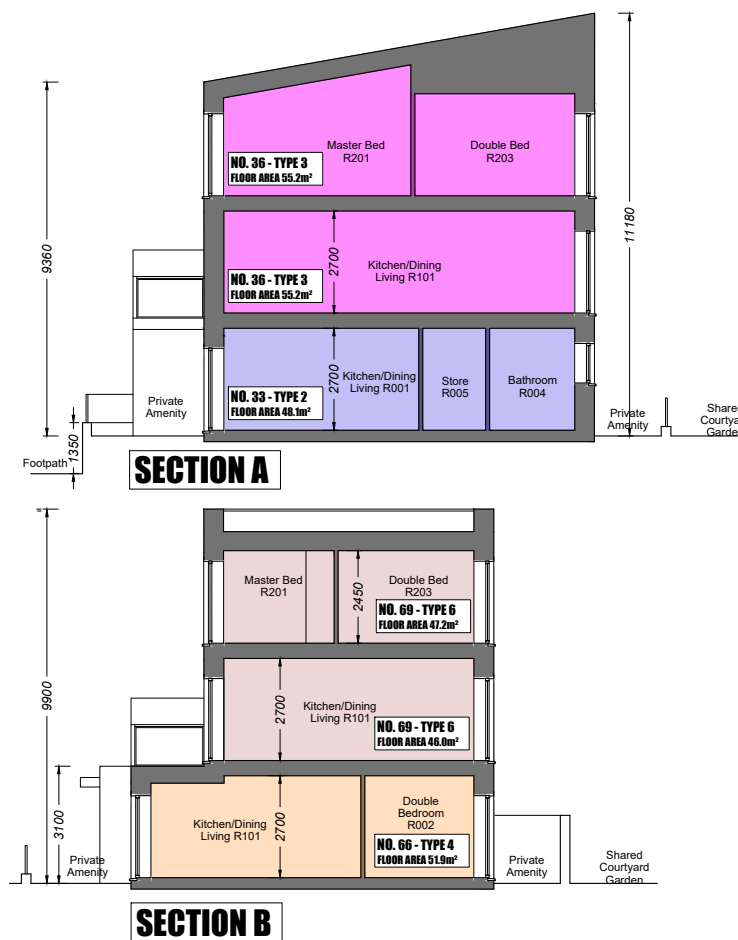 Master Bed
R201
Double Bed
R203
NO. 36 - TYPE 3
FLOOR AREA 55.2m²
11180
9360
2700
Kitchen/Dining
Living R101
NO. 36 - TYPE 3
FLOOR AREA 55.2m²
2700
Kitchen/Dining
Living R001
Store
R005
Bathroom
R004
NO. 33 - TYPE 2
FLOOR AREA 48.1m²
Private
Amenity
1350
Footpath
Private
Amenity
Shared
Courtya
Garde
SECTION A
Master Bed
R201
2450
Double Bed
R203
NO. 69 - TYPE 6
FLOOR AREA 47.2m²
9900
2700
Kitchen/Dining
Living R101
NO. 69 - TYPE 6
FLOOR AREA 46.0m²
3100
Kitchen/Dining
Living R101
2700
Double
Bedroom
R002
NO. 66 - TYPE 4
FLOOR AREA 51.9m²
Private
Amenity
Private
Amenity
Shared
Courtyard
Garden
SECTION B